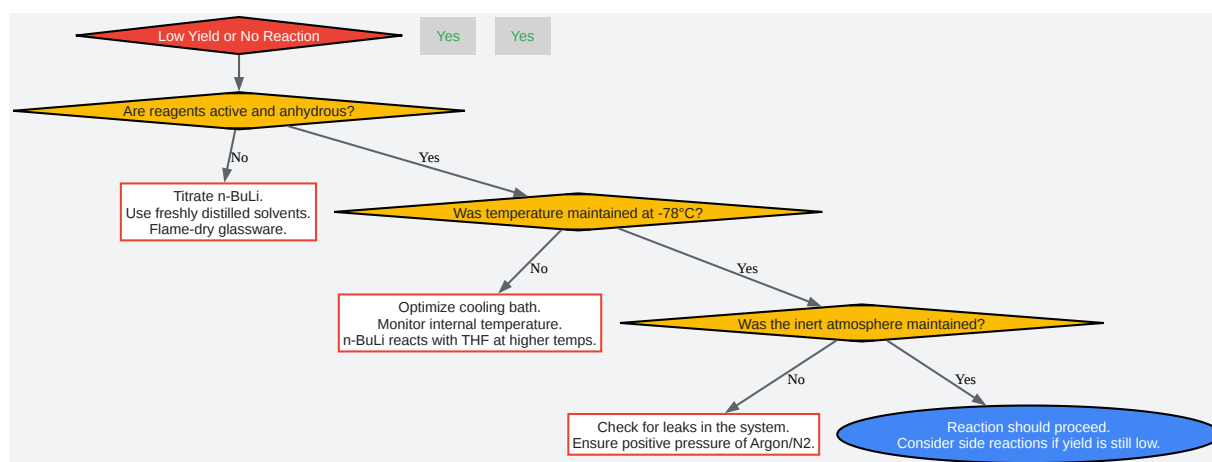 Low Yield or No Reaction
Yes
Yes
Are reagents active and anhydrous?
No
Yes
Titrate n-BuLi.
Use freshly distilled solvents.
Flame-dry glassware.
Was temperature maintained at -78°C?
No
Yes
Optimize cooling bath.
Monitor internal temperature.
n-BuLi reacts with THF at higher temps.
Was the inert atmosphere maintained?
No
Yes
Check for leaks in the system.
Ensure positive pressure of Argon/N2.
Reaction should proceed.
Consider side reactions if yield is still low.